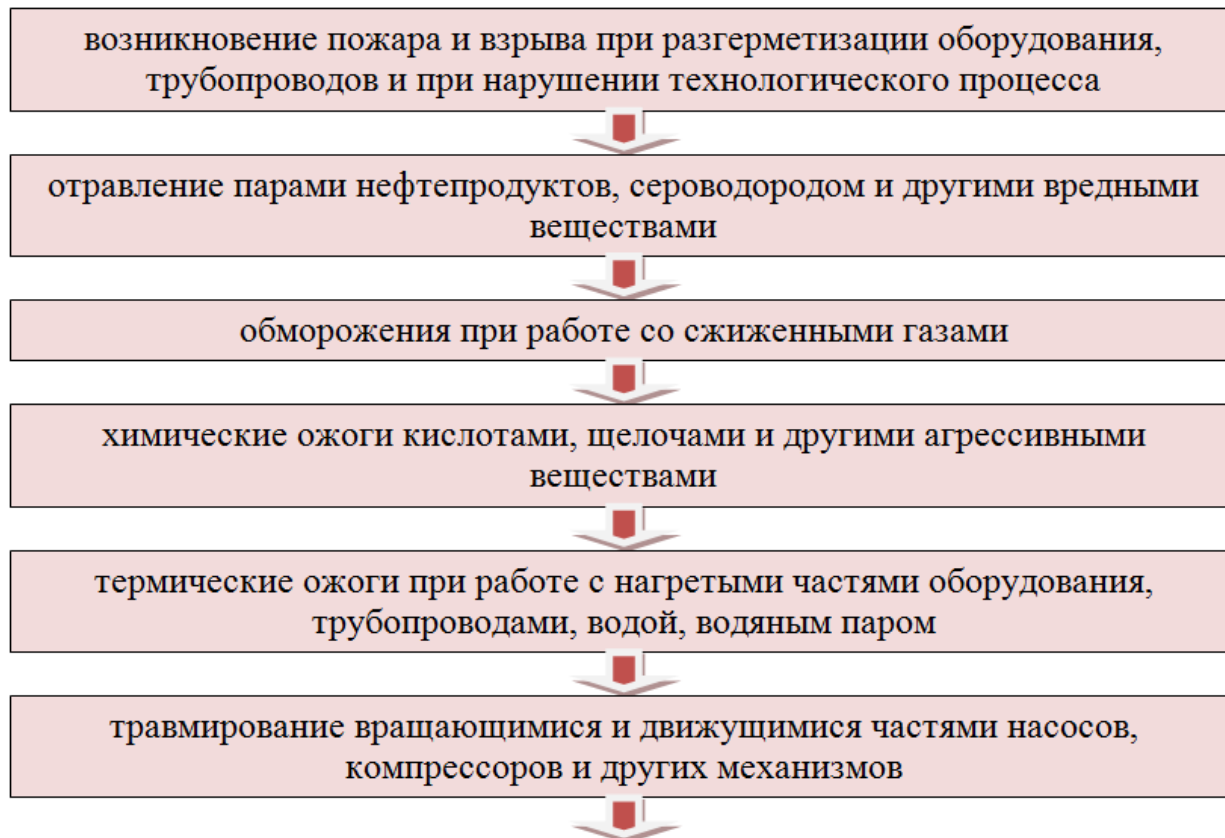 возникновение пожара и взрыва при разгерметизации оборудования,
трубопроводов и при нарушении технологического процесса
отравление парами нефтепродуктов, сероводородом и другими вредными
веществами
обморожения при работе со сжиженными газами
химические ожоги кислотами, щелочами и другими агрессивными
веществами
термические ожоги при работе с нагретыми частями оборудования,
трубопроводами, водой, водяным паром
травмирование вращающимися и движущимися частями насосов,
компрессоров и других механизмов